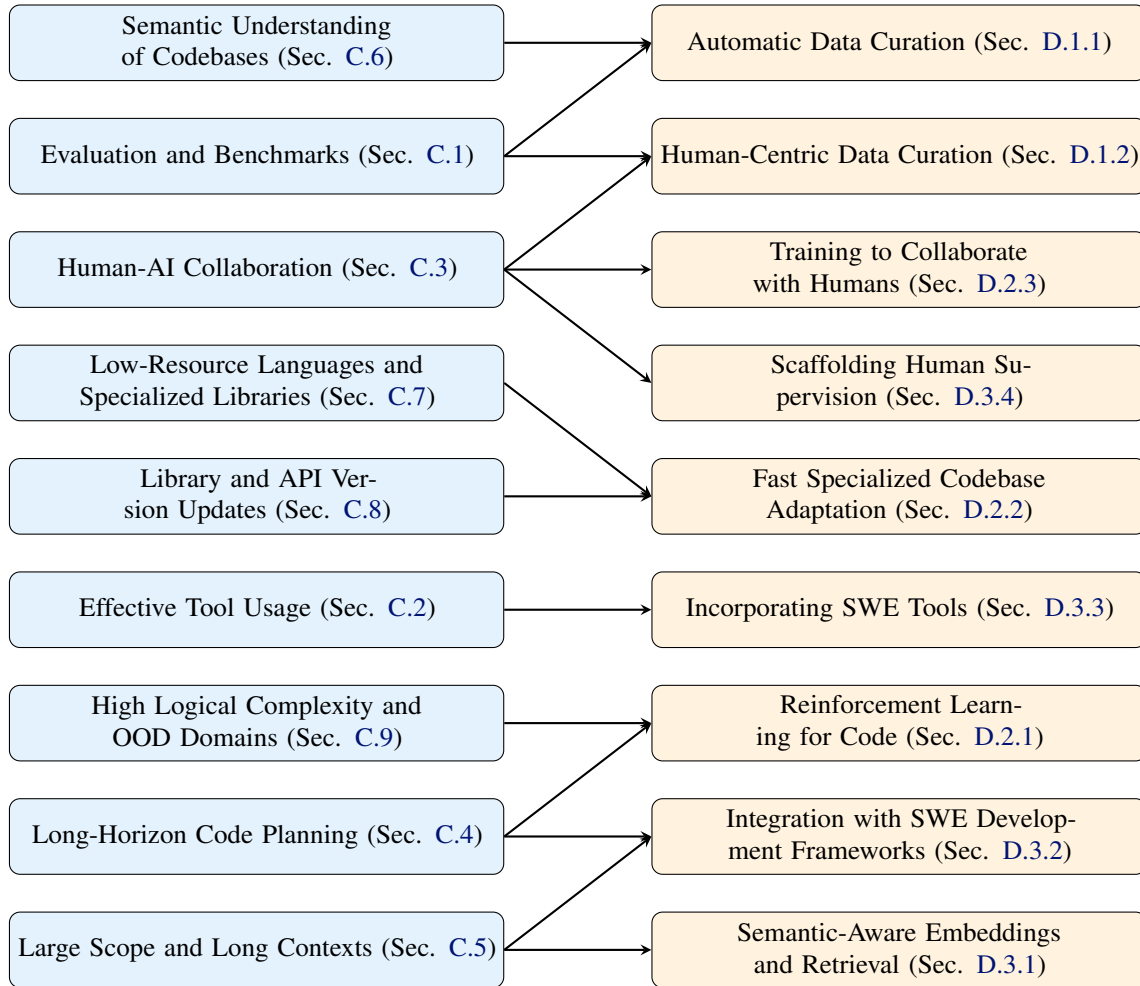 Semantic Understanding
of Codebases (Sec. C.6)
Automatic Data Curation (Sec. D.1.1)
Evaluation and Benchmarks (Sec. C.1)
Human-Centric Data Curation (Sec. D.1.2)
Human-AI Collaboration (Sec. C.3)
Training to Collaborate
with Humans (Sec. D.2.3)
Low-Resource Languages and
Specialized Libraries (Sec. C.7)
Scaffolding Human Su-
pervision (Sec. D.3.4)
Library and API Ver-
sion Updates (Sec. C.8)
Fast Specialized Codebase
Adaptation (Sec. D.2.2)
Effective Tool Usage (Sec. C.2)
Incorporating SWE Tools (Sec. D.3.3)
High Logical Complexity and
OOD Domains (Sec. C.9)
Reinforcement Learn-
ing for Code (Sec. D.2.1)
Long-Horizon Code Planning (Sec. C.4)
Integration with SWE Develop-
ment Frameworks (Sec. D.3.2)
Large Scope and Long Contexts (Sec. C.5)
Semantic-Aware Embeddings
and Retrieval (Sec. D.3.1)